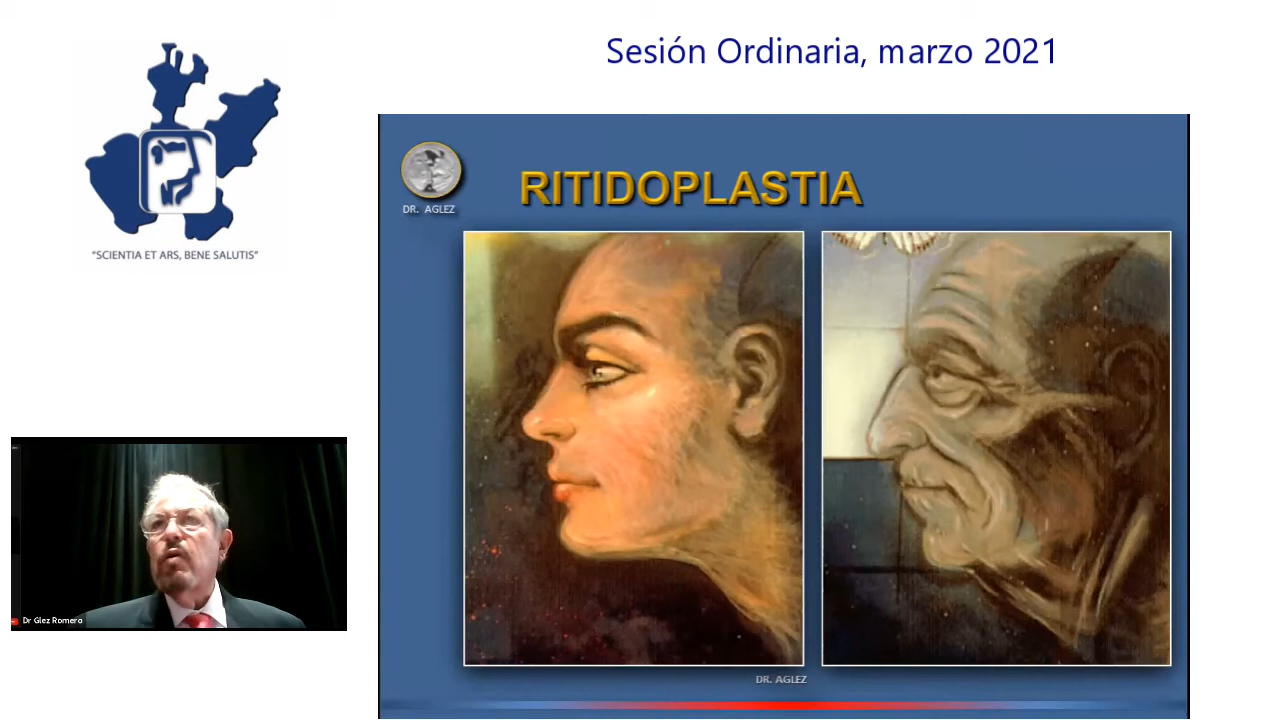 Sesión Ordinaria, marzo 2021
"SCIENTIA ET ARS, BENE SALUTIS"
DR. AGLEZ
RITIDOPLASTIA
DR. AGLEZ
Dr Glez Romero